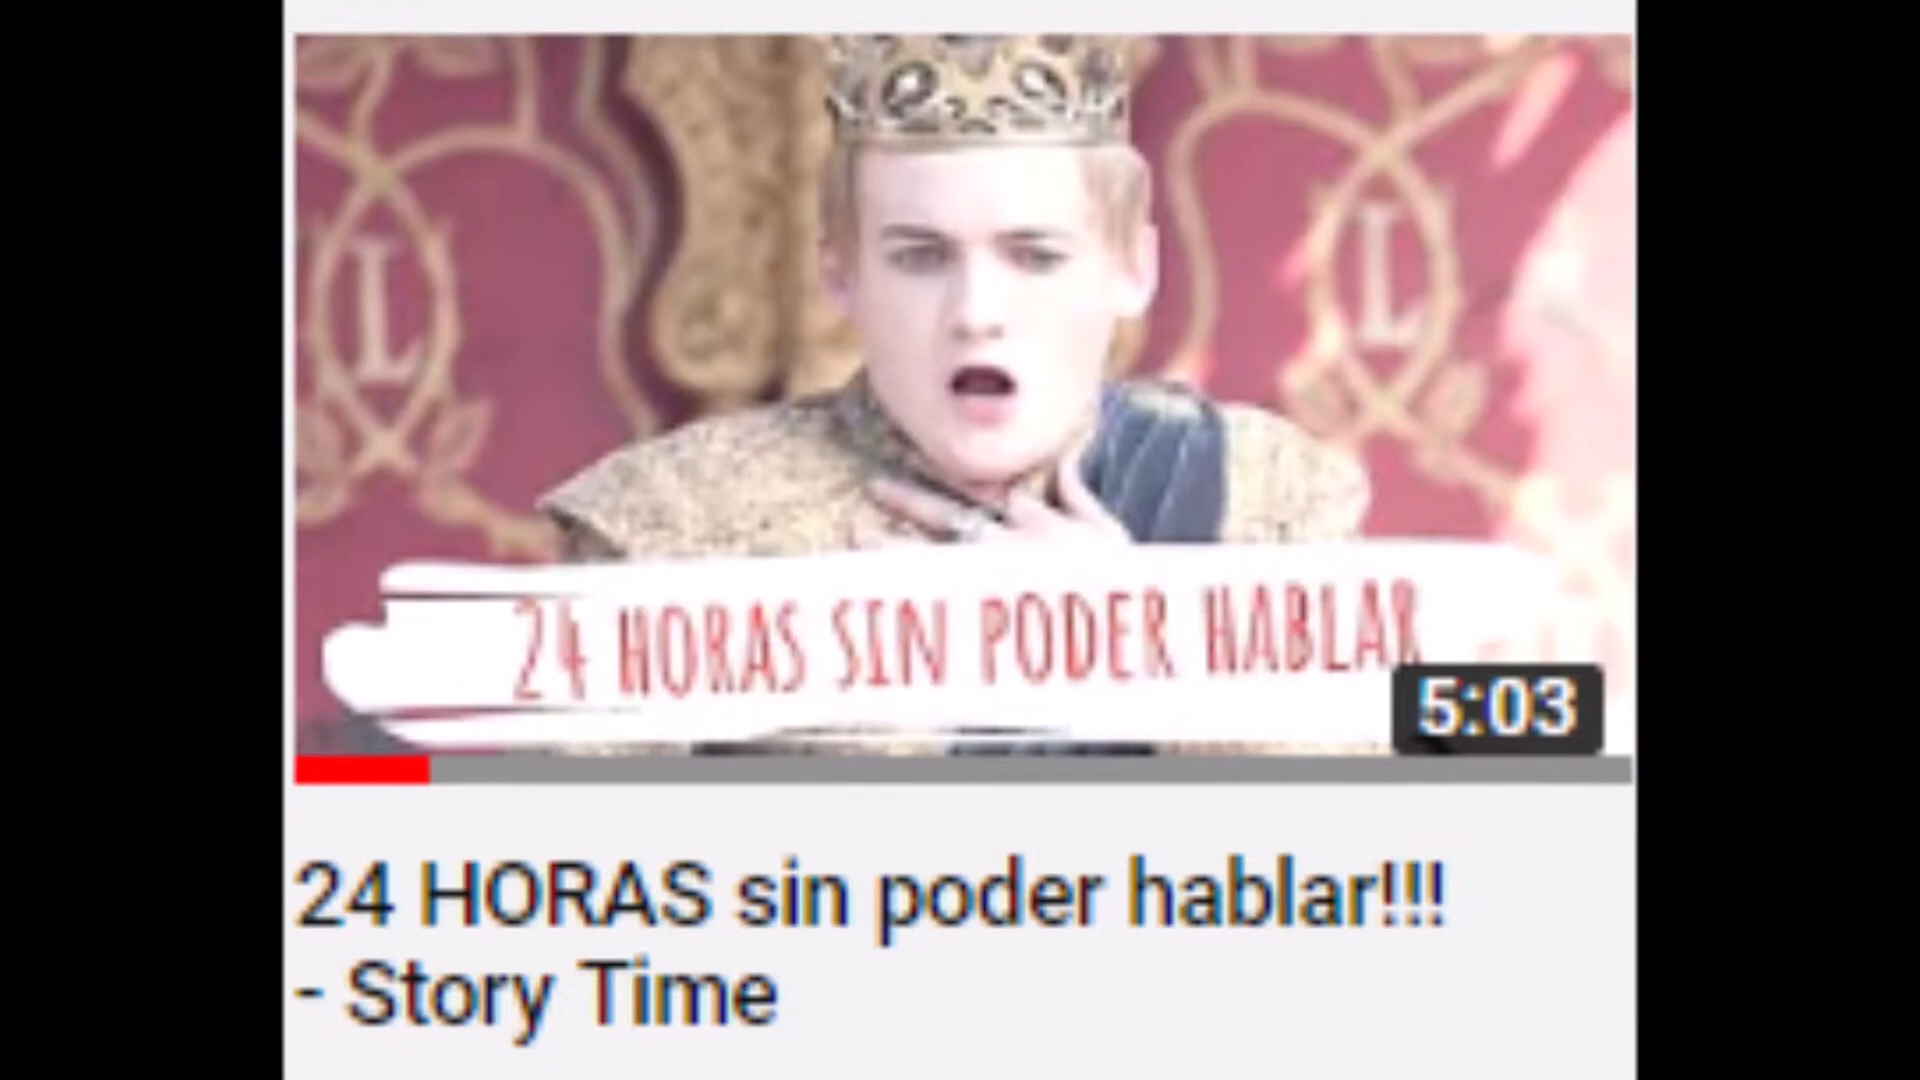 L
L
24 HORAS SIN PODER HABLAR
5:03
24 HORAS sin poder hablar!!!
- Story Time